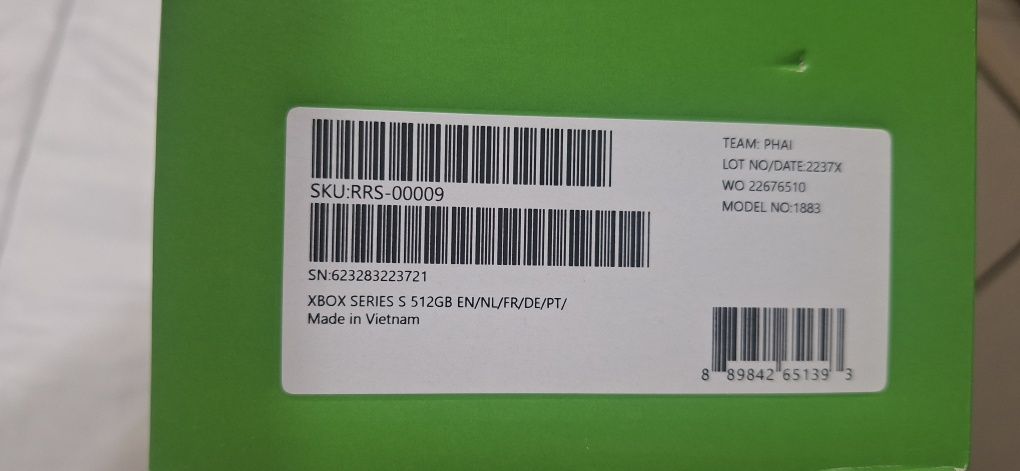 SKU:RRS-00009
SN:623283223721
XBOX SERIES S 512GB EN/NL/FR/DE/PT/
Made in Vietnam
TEAM: PHAI
LOT NO/DATE:2237X
WO 22676510
MODEL NO:1883
8 89842 65139 3